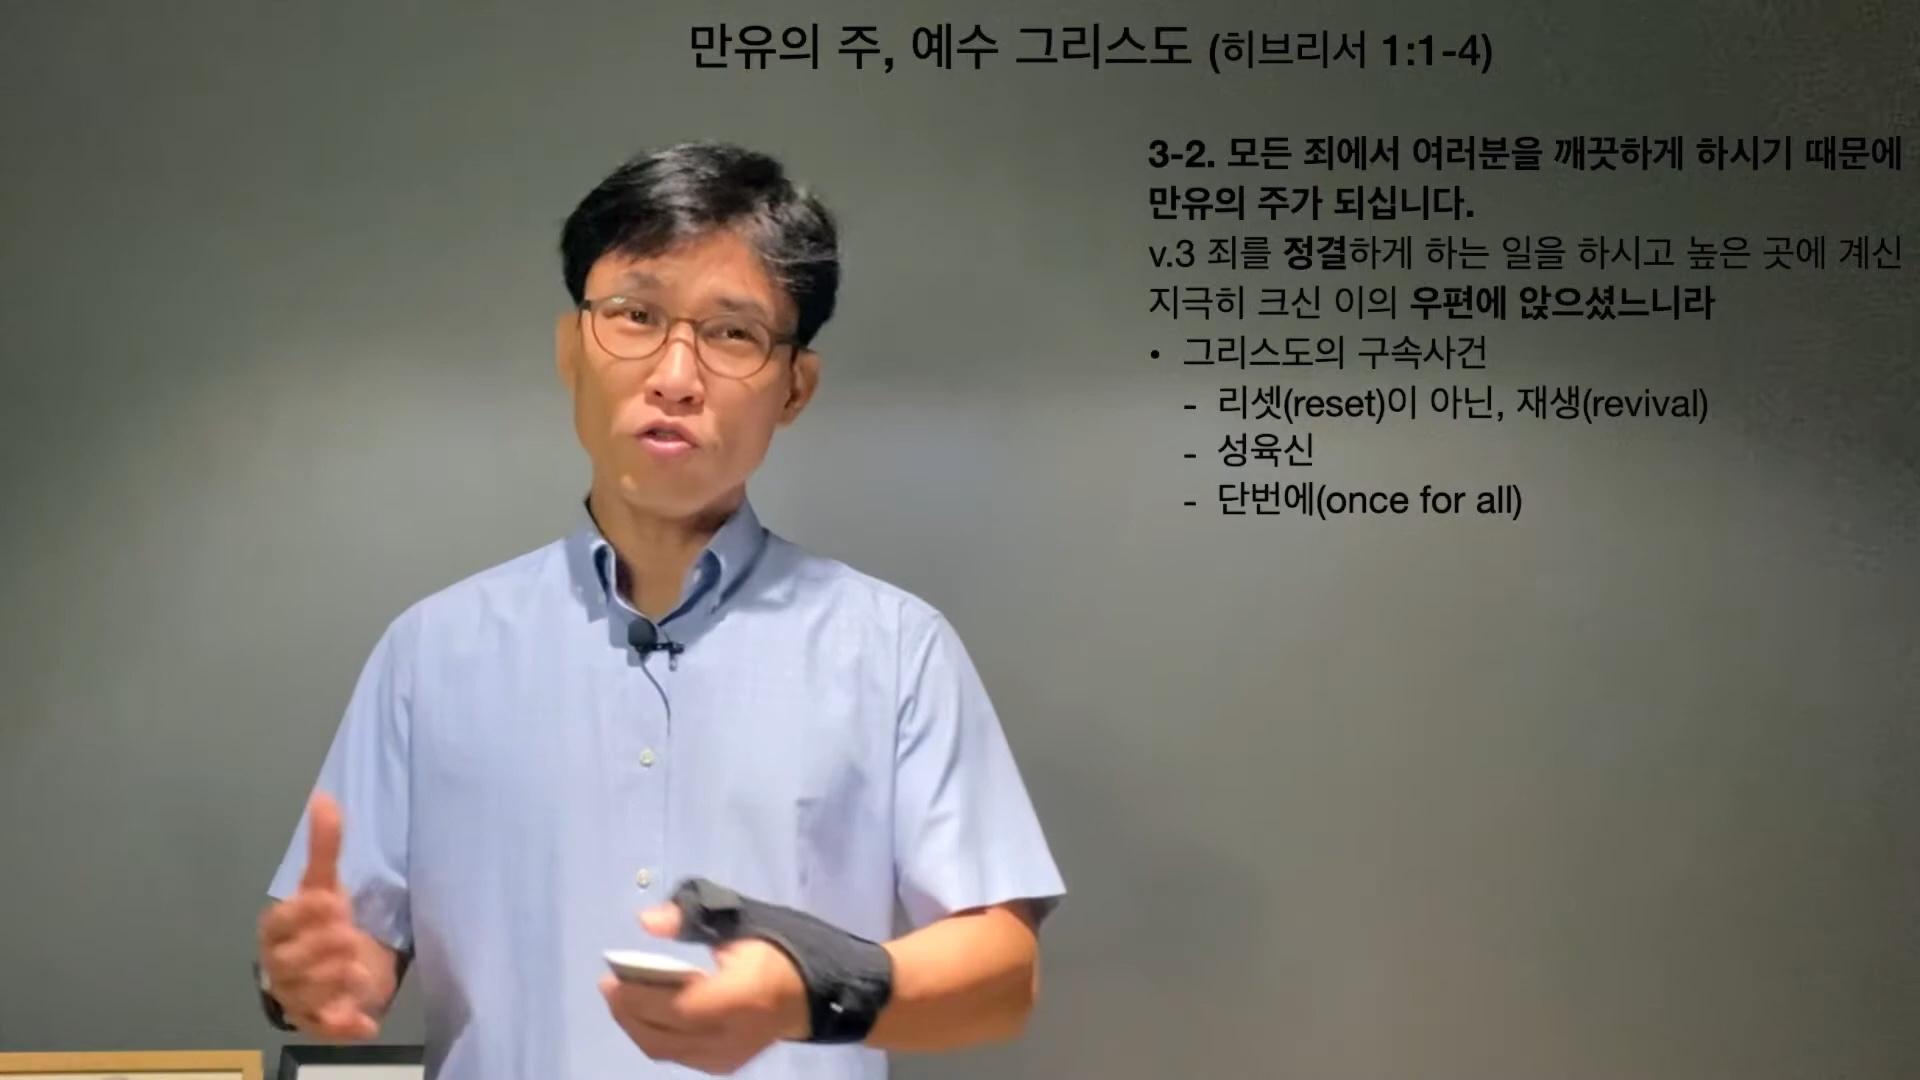 만유의 주, 예수 그리스도 (히브리서 1:1-4)
3-2. 모든 죄에서 여러분을 깨끗하게 하시기 때문에
만유의 주가 되십니다.
v.3 죄를 정결하게 하는 일을 하시고 높은 곳에 계신
지극히 크신 이의 우편에 앉으셨느니라
• 그리스도의 구속사건
- 리셋(reset)이 아닌, 재생(revival)
- 성육신
- 단번에(once for all)